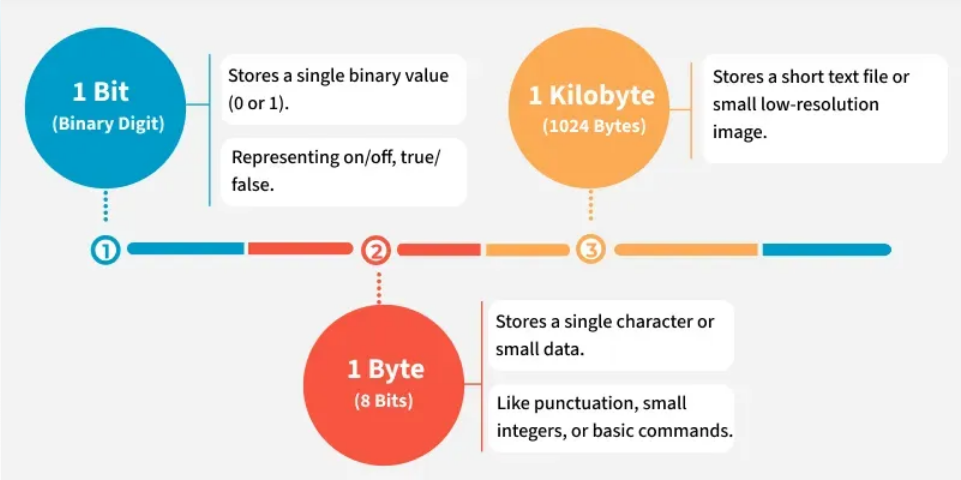 1 Bit
(Binary Digit)
Stores a single binary value
(0 or 1).
Representing on/off, true/
false.
1 Kilobyte
(1024 Bytes)
Stores a short text file or
small low-resolution
image.
1
2
3
1 Byte
(8 Bits)
Stores a single character or
small data.
Like punctuation, small
integers, or basic commands.